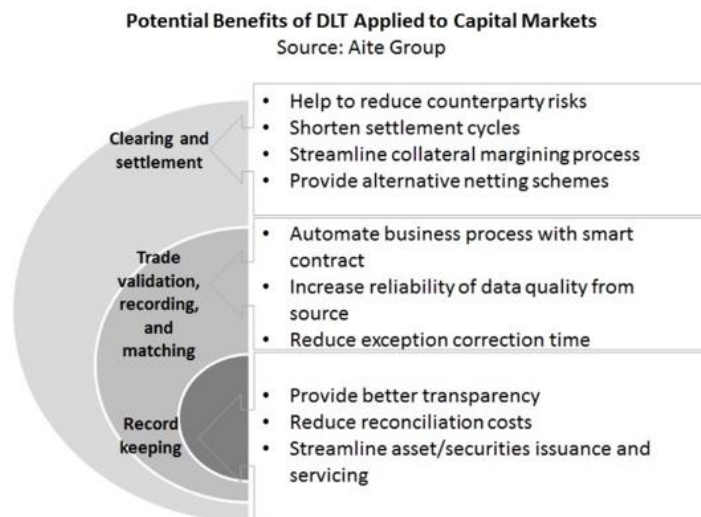 Potential Benefits of DLT Applied to Capital Markets
Source: Aite Group
Clearing and
settlement
• Help to reduce counterparty risks
• Shorten settlement cycles
• Streamline collateral margining process
• Provide alternative netting schemes
Trade
validation,
recording,
and
matching
• Automate business process with smart
contract
• Increase reliability of data quality from
source
• Reduce exception correction time
Record
keeping
• Provide better transparency
• Reduce reconciliation costs
• Streamline asset/securities issuance and
servicing